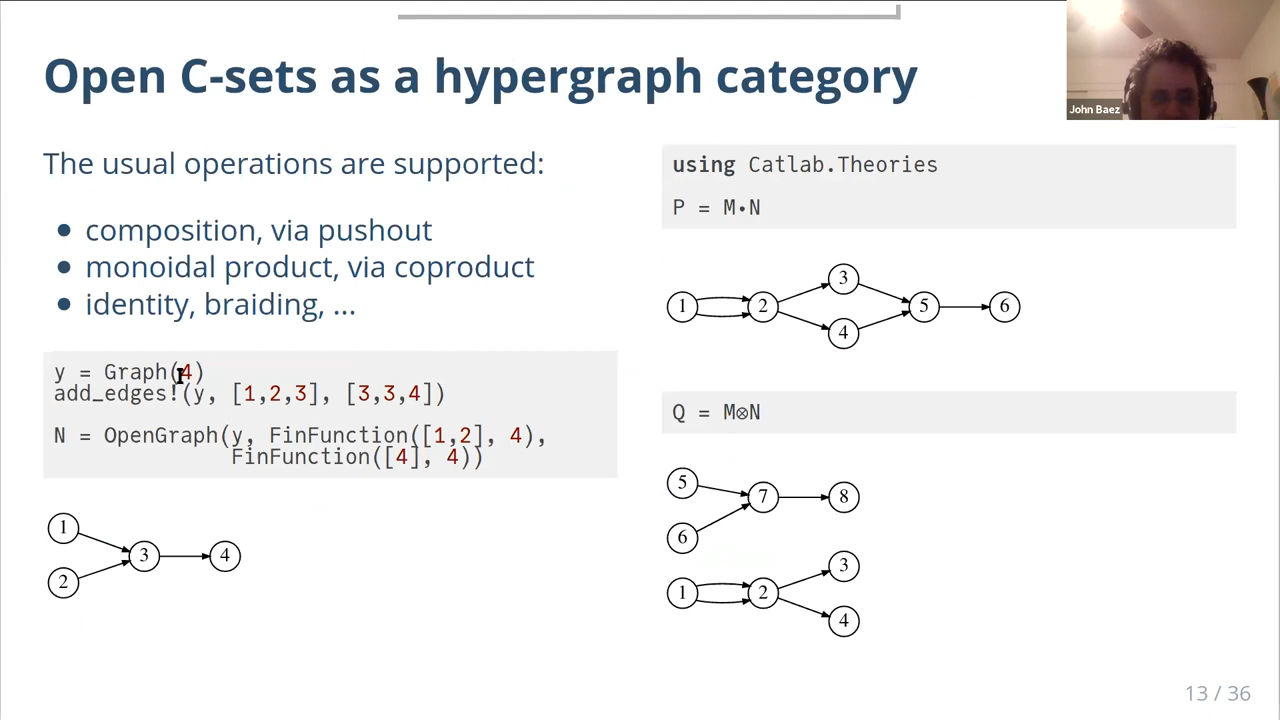 Open C-sets as a hypergraph category
John Baez
The usual operations are supported:
• composition, via pushout
• monoidal product, via coproduct
• identity, braiding, ...
y = Graph(4)
add_edges!(y, [1,2,3], [3,3,4])
N = OpenGraph(y, FinFunction([1,2], 4),
FinFunction([4], 4))
1
3
4
2
using Catlab.Theories
P = M⋅N
3
1
2
5
6
4
Q = M⊗N
5
7
8
6
3
1
2
4
13 / 36